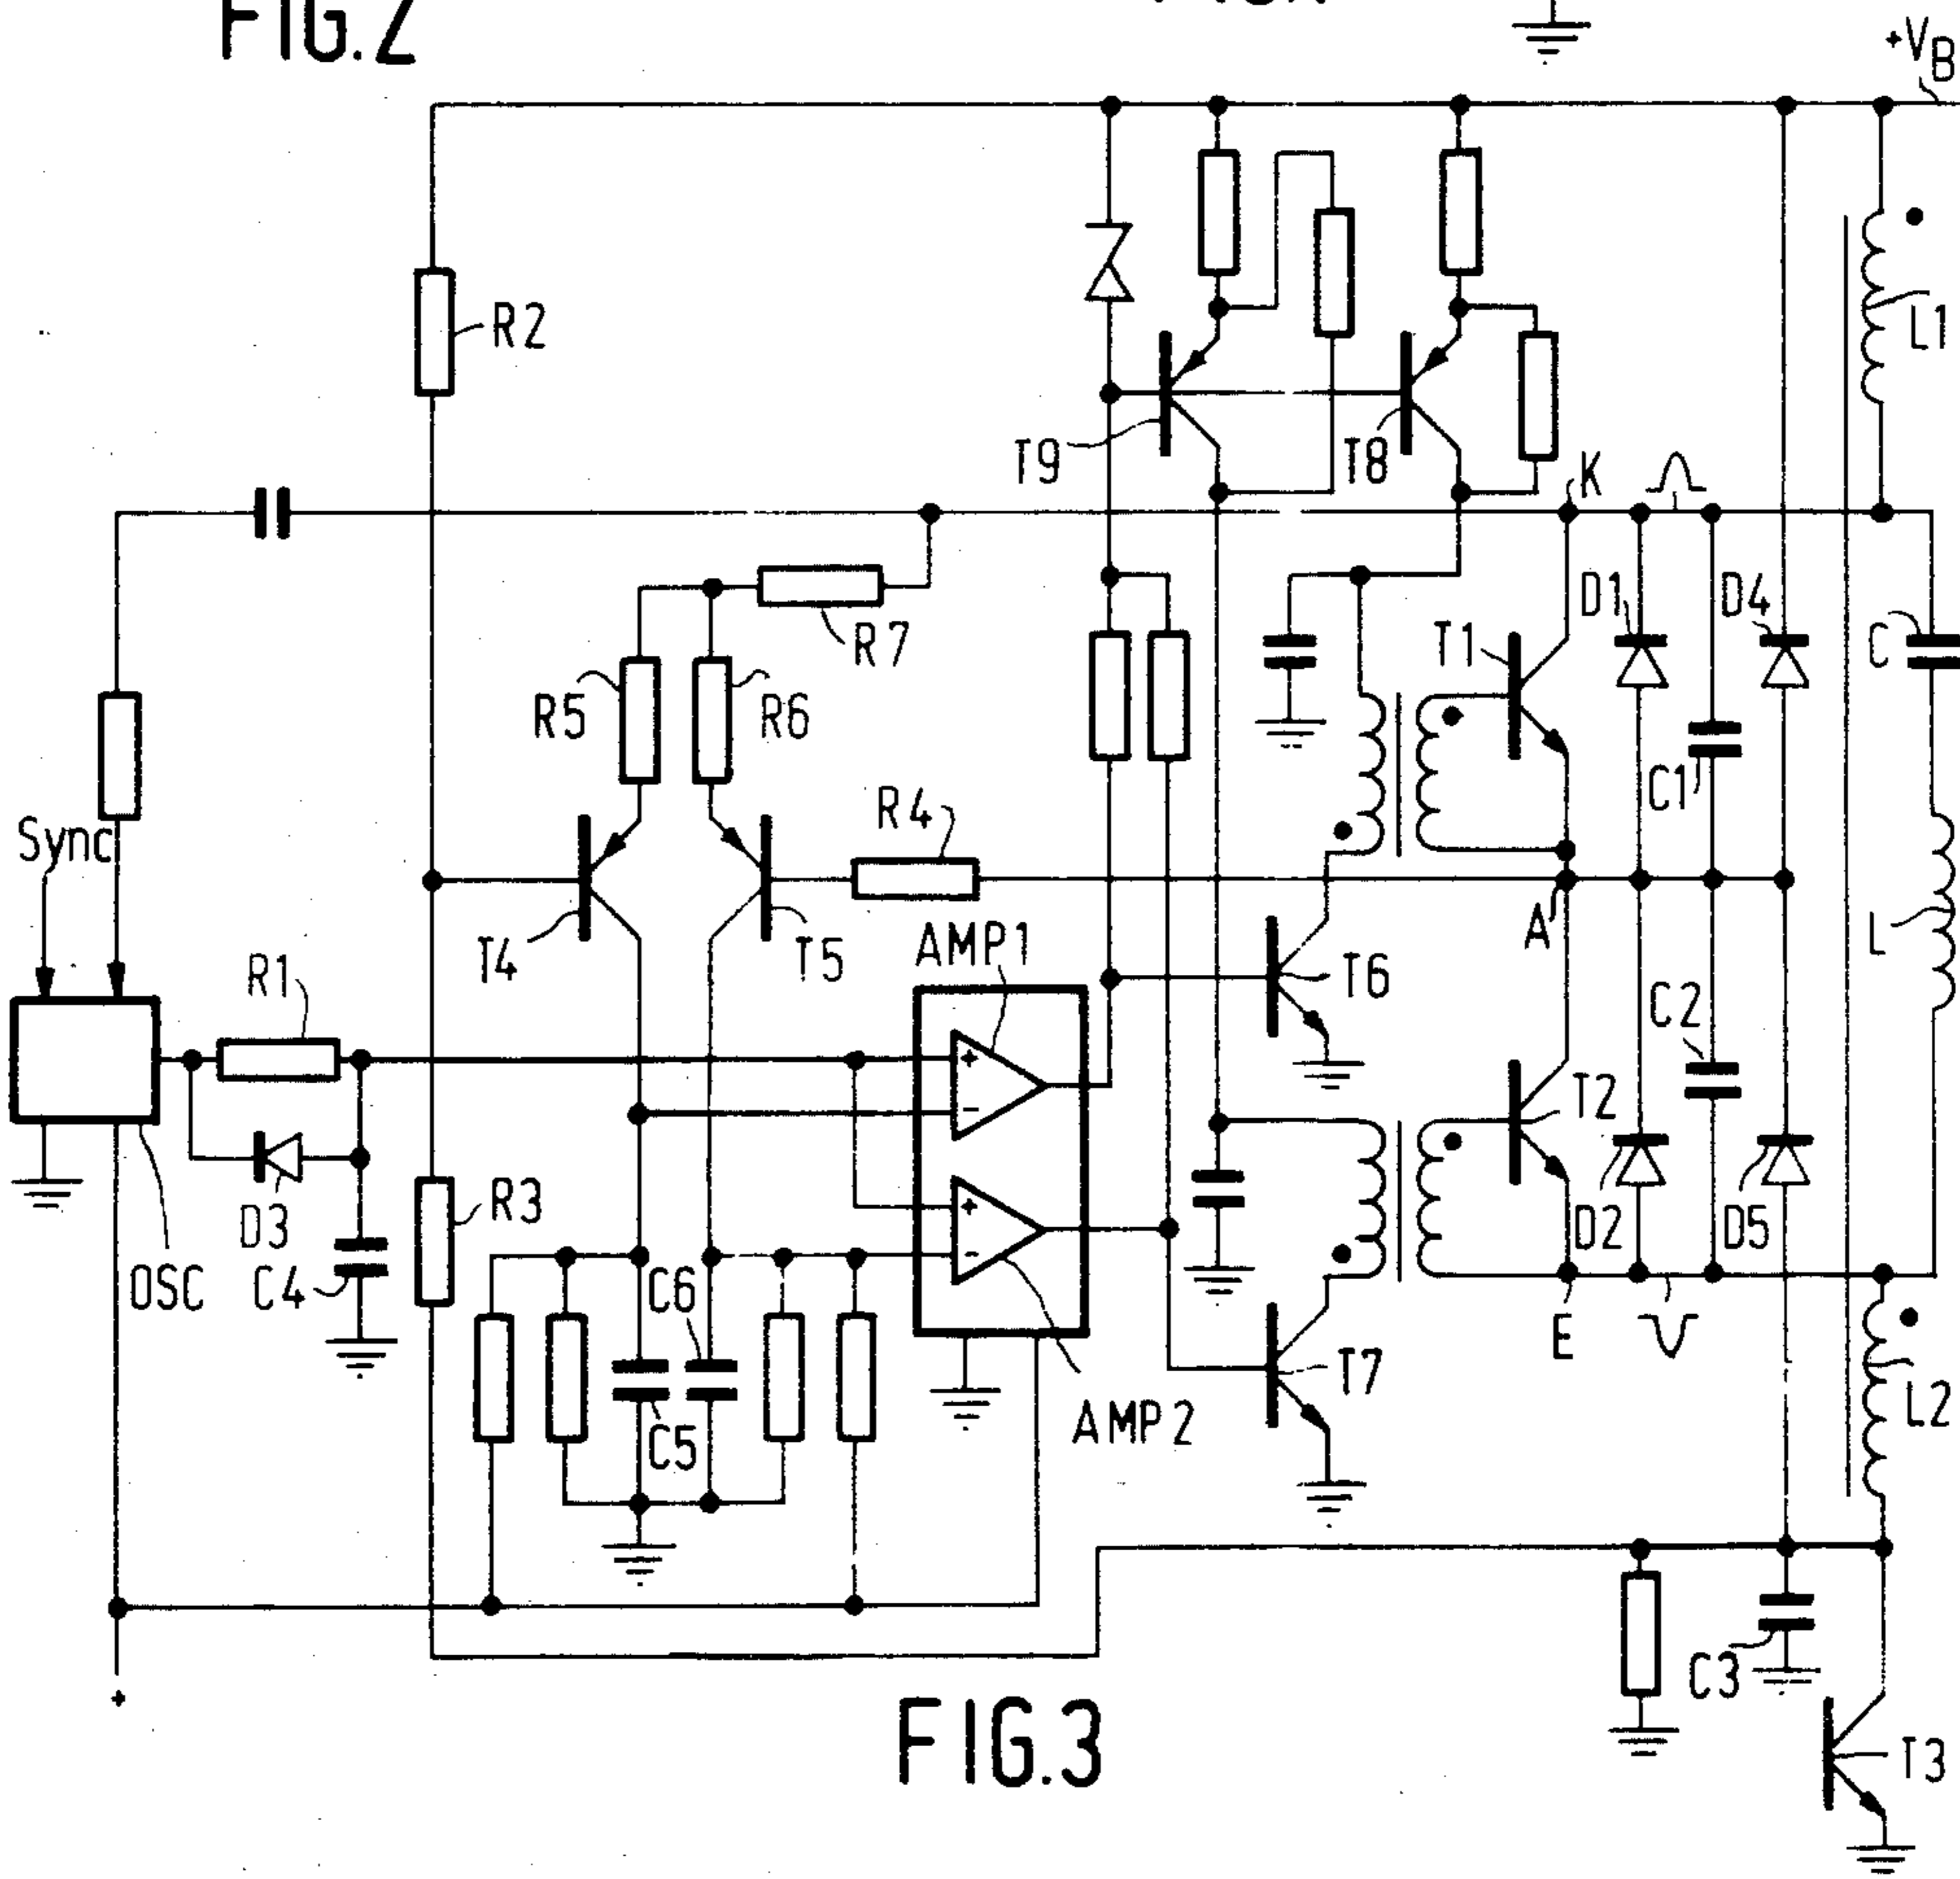 FIG.2
+VB
R2
L1
T9
T8
K
D1
D4
C
R7
T1
R5
R6
C1
R4
Sync
A
L
T4
T5
AMP1
T6
R1
C2
+
-
T2
R3
+
D3
D2
D5
-
OSC
C4
C6
E
T7
L2
C5
AMP2
C3
+
FIG.3
T3